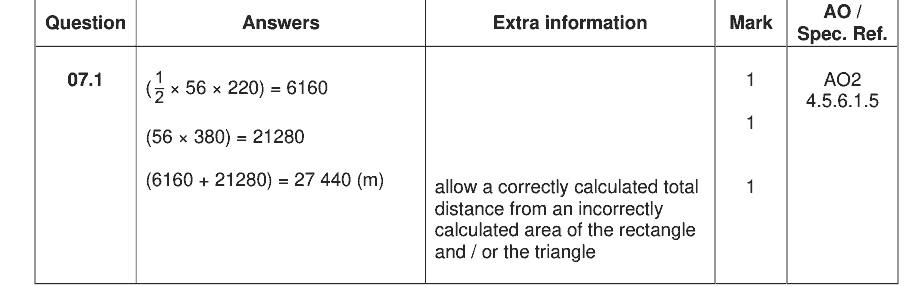 Question Answers Extra information Mark AO / Spec. Ref.
07.1 (1/2 × 56 × 220) = 6160 1 AO2
4.5.6.1.5
(56 × 380) = 21280 1
(6160 + 21280) = 27 440 (m) allow a correctly calculated total 1
distance from an incorrectly
calculated area of the rectangle
and / or the triangle